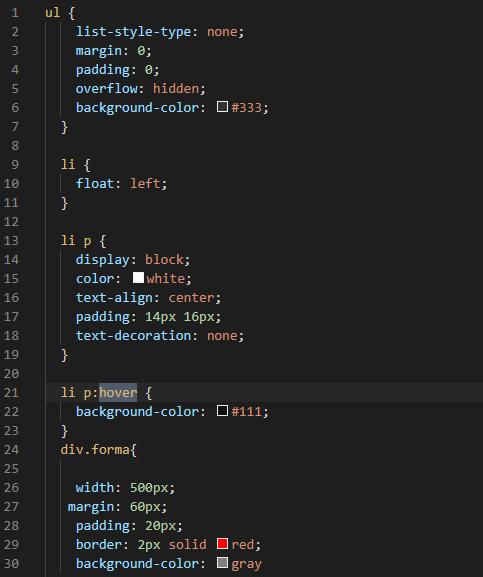 1 ul {
2 list-style-type: none;
3 margin: 0;
4 padding: 0;
5 overflow: hidden;
6 background-color: #333;
7 }
8
9 li {
10 float: left;
11 }
12
13 li p {
14 display: block;
15 color: white;
16 text-align: center;
17 padding: 14px 16px;
18 text-decoration: none;
19 }
20
21 li p:hover {
22 background-color: #111;
23 }
24 div.forma{
25
26 width: 500px;
27 margin: 60px;
28 padding: 20px;
29 border: 2px solid red;
30 background-color: gray